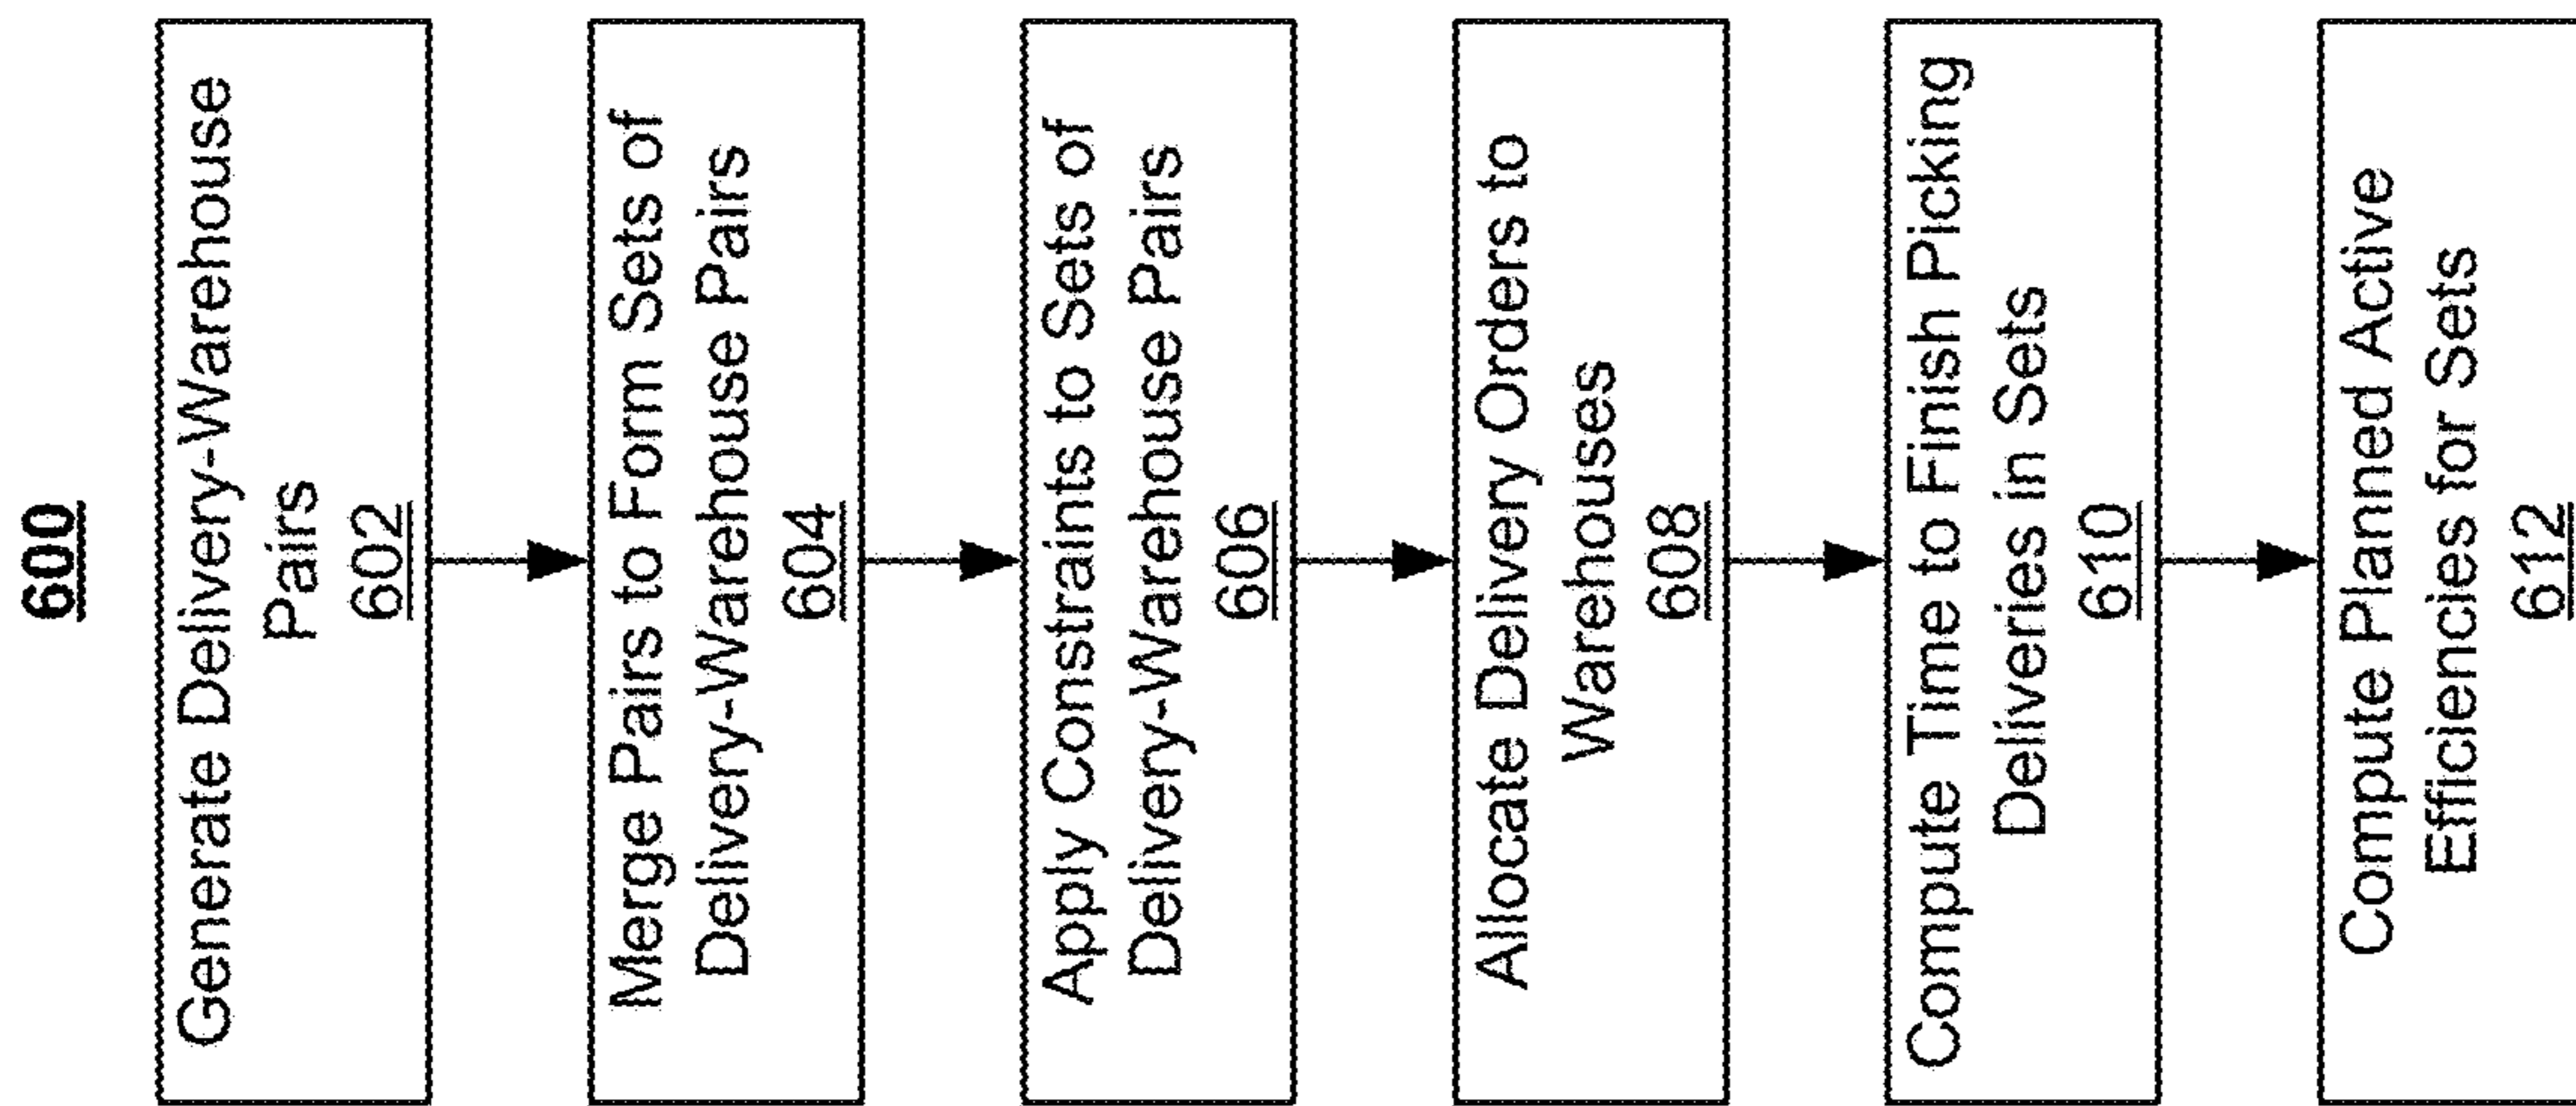 600
Generate Delivery-Warehouse
Pairs
602
Merge Pairs to Form Sets of
Delivery-Warehouse Pairs
604
Apply Constraints to Sets of
Delivery-Warehouse Pairs
606
Allocate Delivery Orders to
Warehouses
608
Compute Time to Finish Picking
Deliveries in Sets
610
Compute Planned Active
Efficiencies for Sets
612